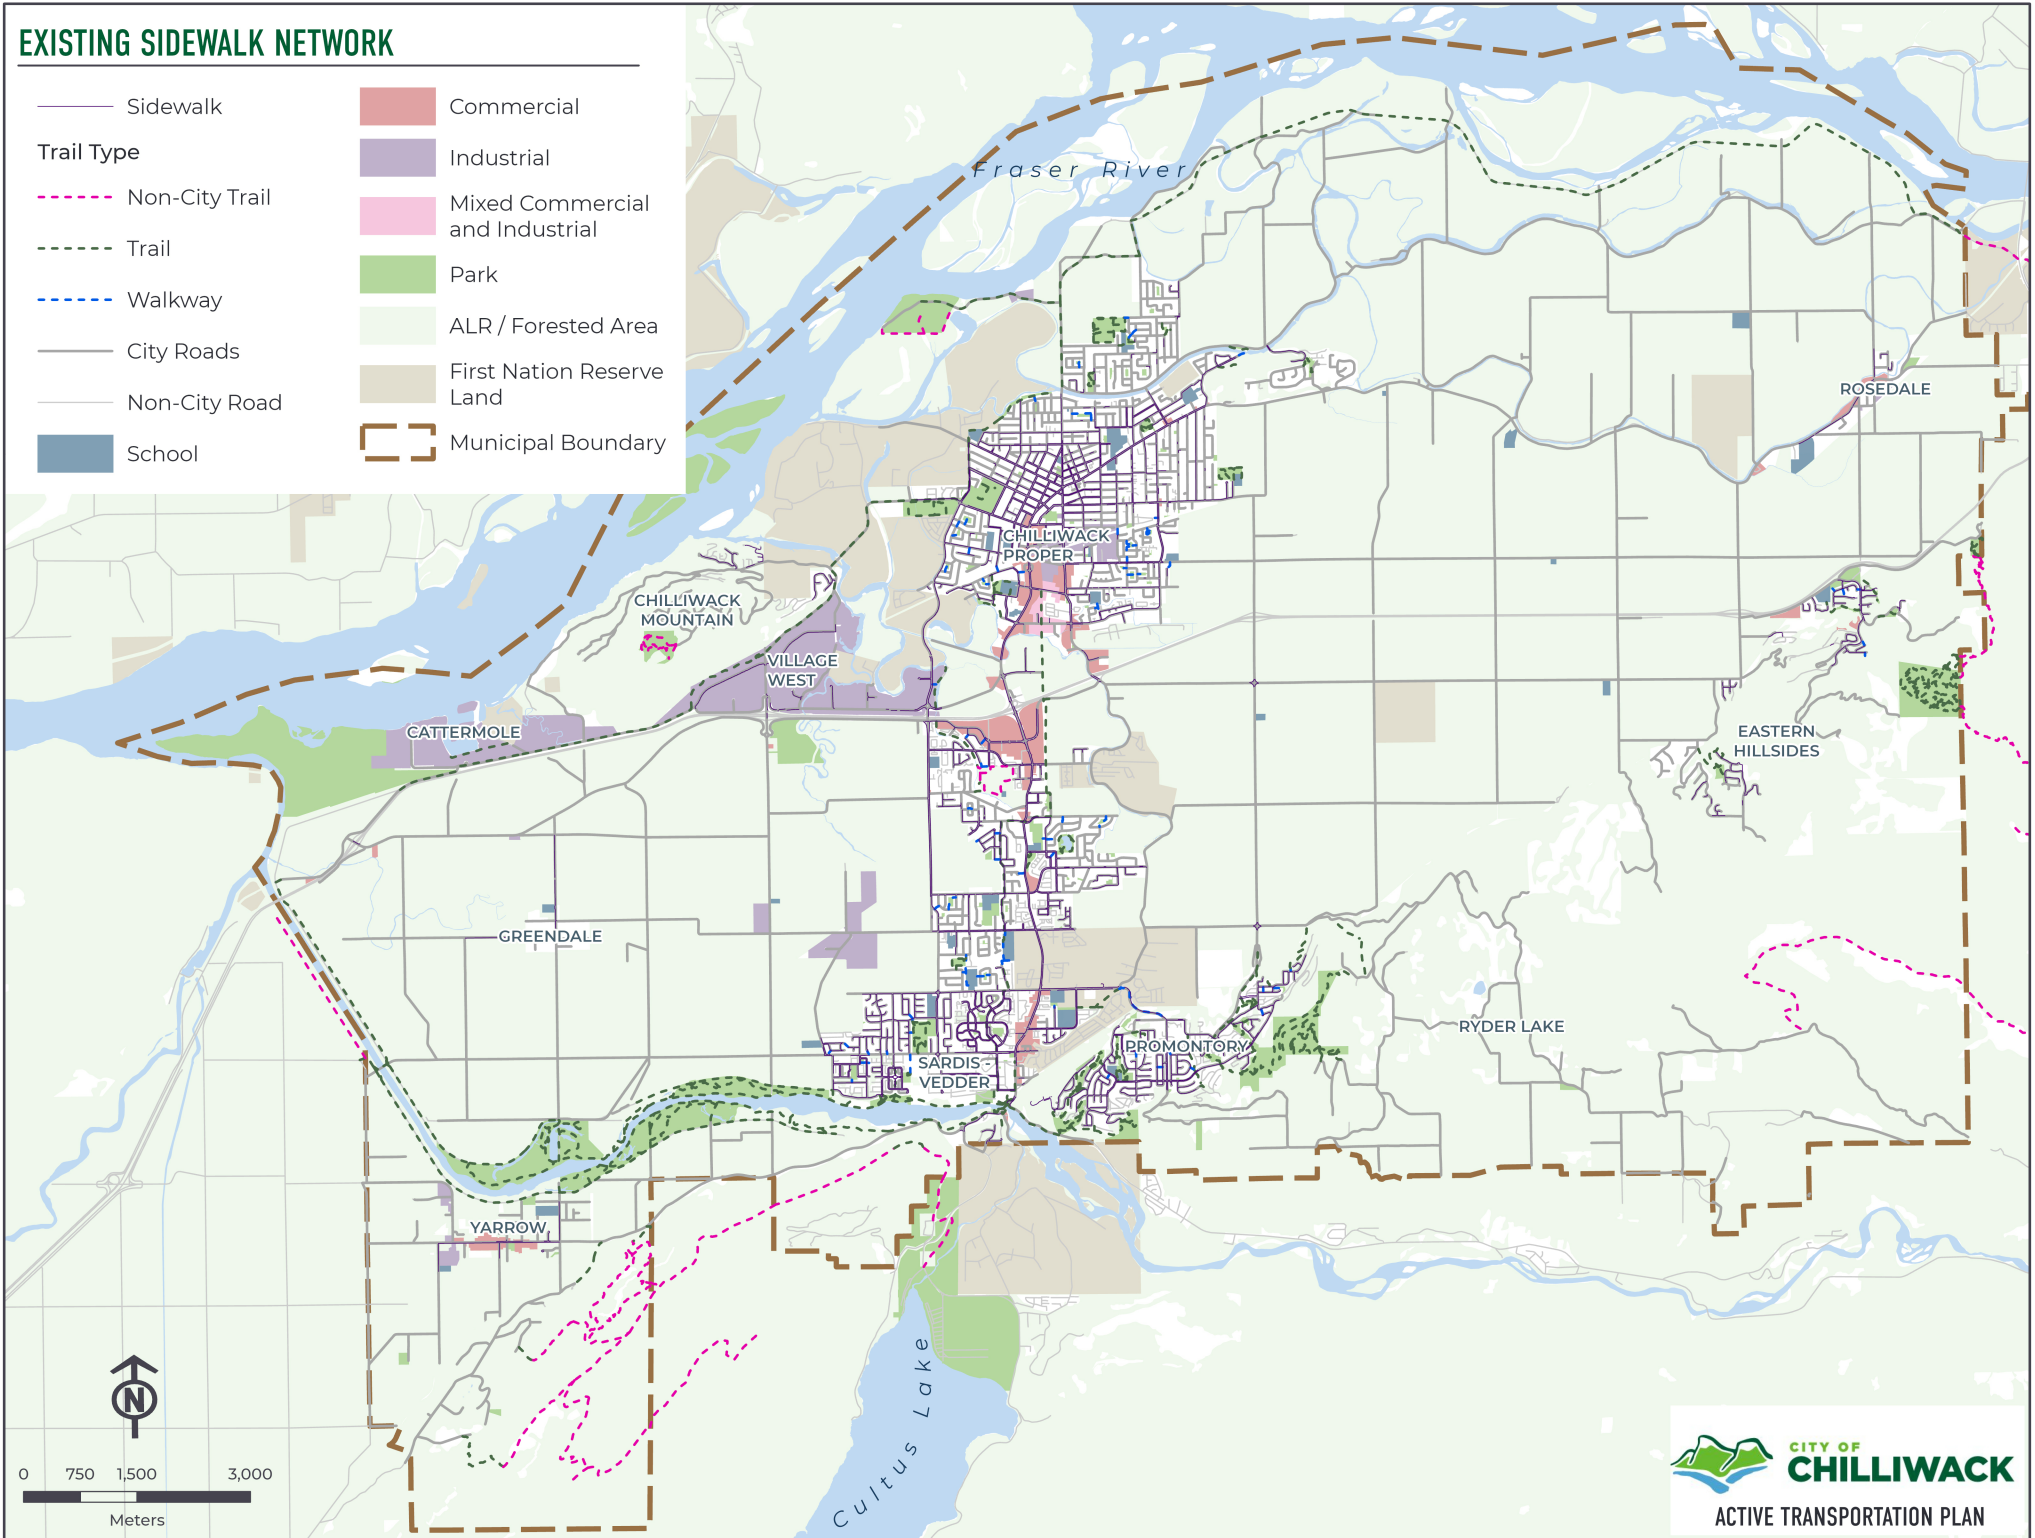 EXISTING SIDEWALK NETWORK
Sidewalk
Trail Type
Non-City Trail
Trail
Walkway
City Roads
Non-City Road
School
Commercial
Industrial
Mixed Commercial
and Industrial
Park
ALR / Forested Area
First Nation Reserve
Land
Municipal Boundary
Fraser River
ROSEDALE
CHILLIWACK
PROPER
CHILLIWACK
MOUNTAIN
VILLAGE
WEST
CATTERMOLE
EASTERN
HILLSIDES
GREENDALE
RYDER LAKE
PROMONTORY
SARDIS
VEDDER
YARROW
Cultus Lake
N
0 750 1,500 3,000
Meters
CITY OF
CHILLIWACK
ACTIVE TRANSPORTATION PLAN